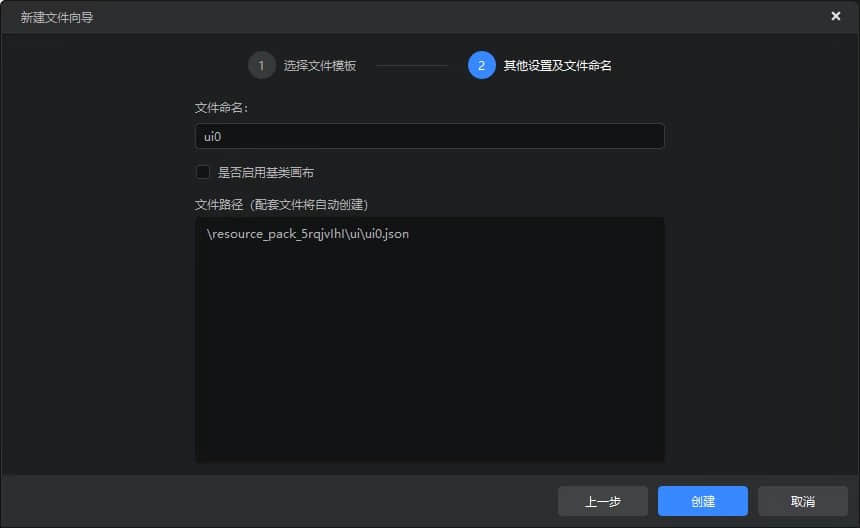 新建文件向导
1 选择文件模板
2 其他设置及文件命名
文件命名：
ui0
是否启用基类画布
文件路径（配套文件将自动创建）
\resource_pack_5rqjvIhI\ui\ui0.json
上一步 创建 取消